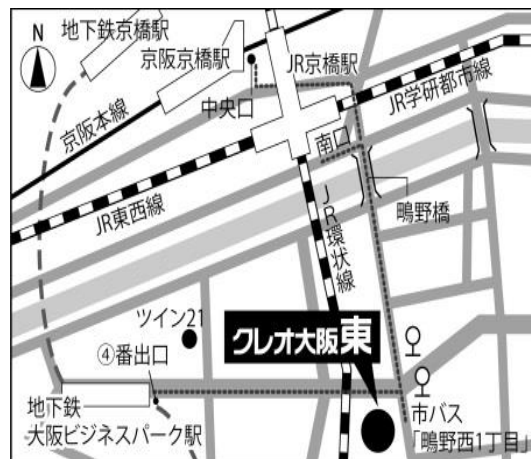 N
地下鉄京橋駅
京阪京橋駅
JR京橋駅
中央口
京阪本線
JR学研都市線
南口
JR東西線
鴫野橋
JR環状線
ツイン21
クレオ大阪東
④番出口
地下鉄
大阪ビジネスパーク駅
市バス
「鴫野西1丁目」